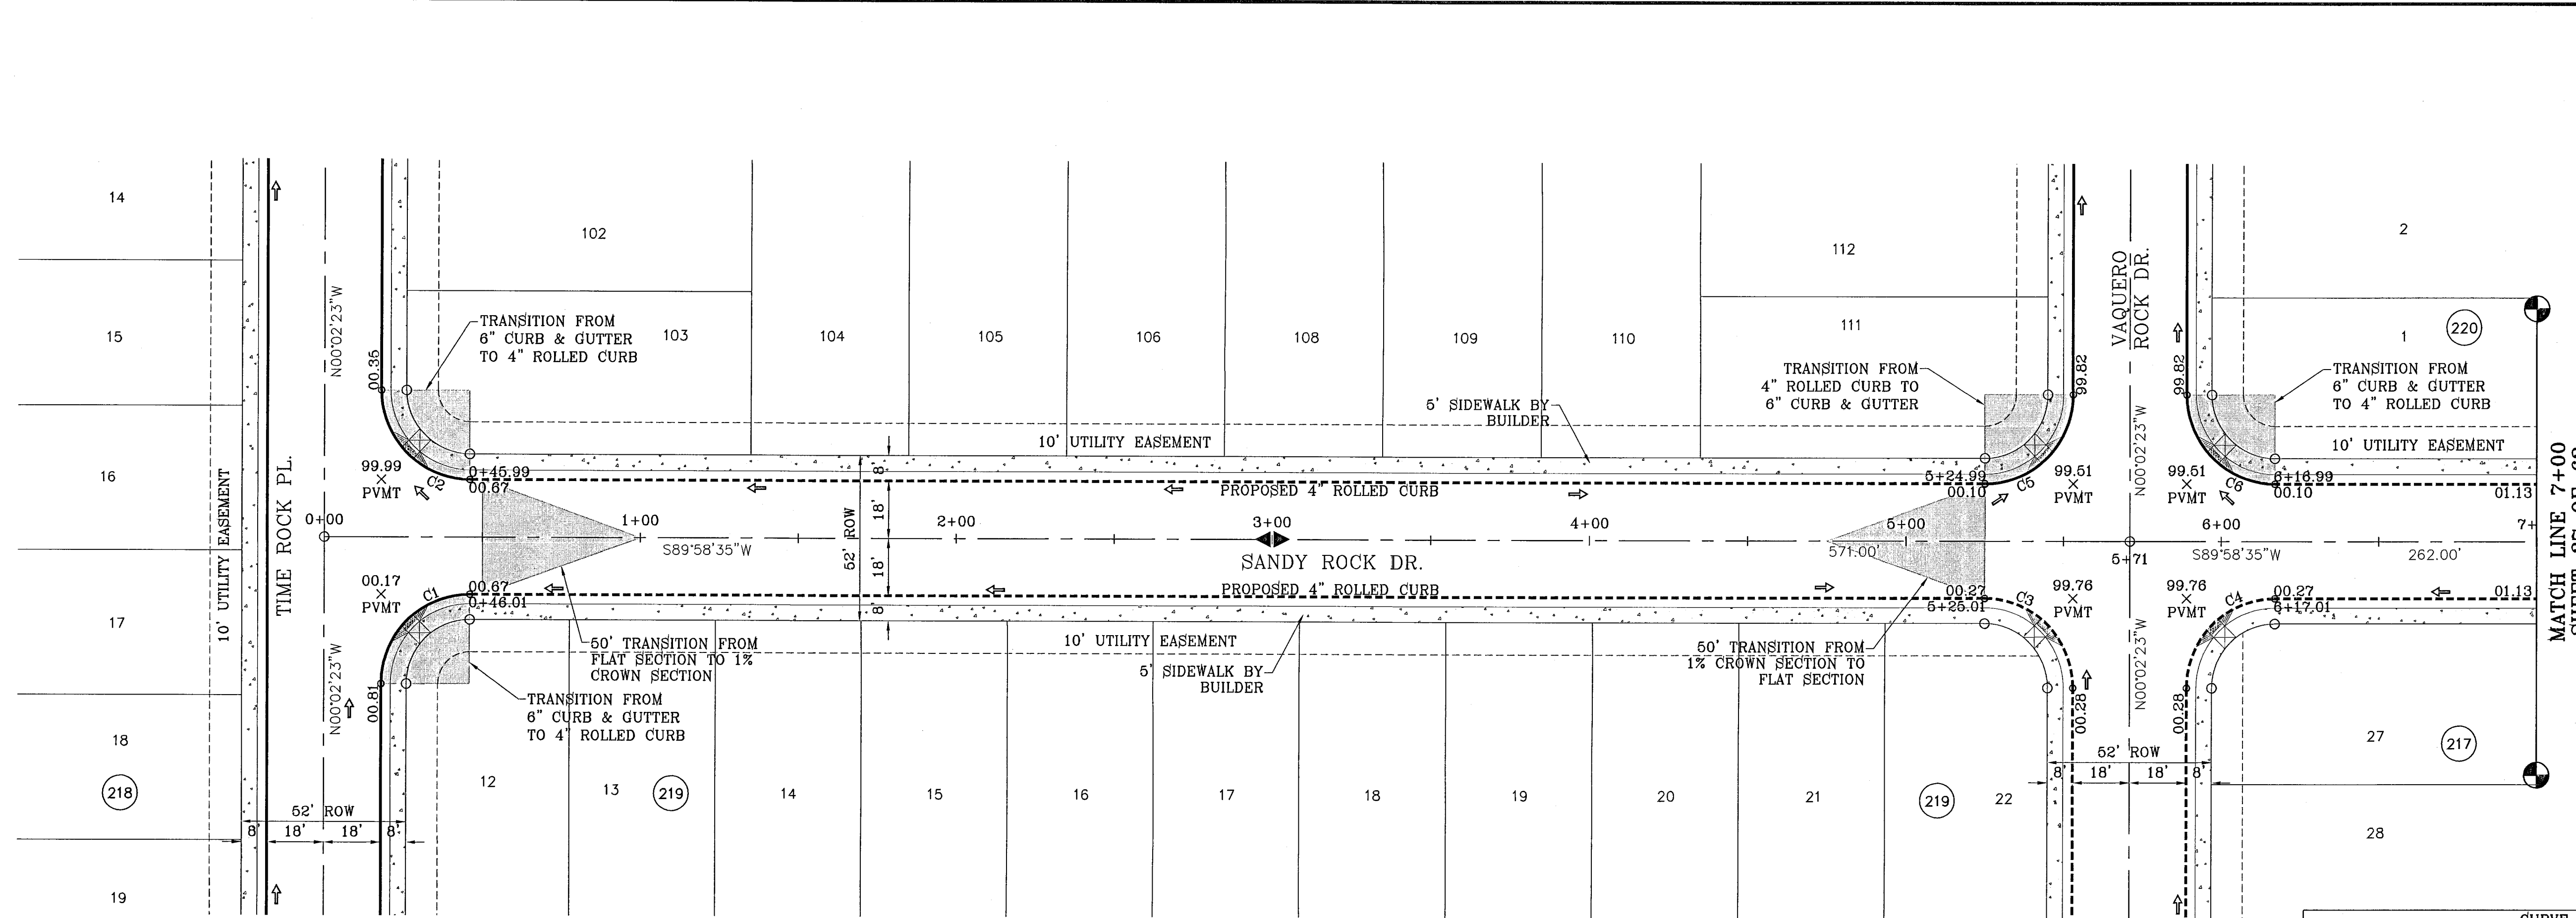 14
15
16
17
18
218
19
10' UTILITY EASEMENT
TIME ROCK PL.
N00°02'23"W
N00°02'23"W
00.35
00.81
52' ROW
8'
18'
18'
8'
102
TRANSITION FROM
6" CURB & GUTTER
TO 4" ROLLED CURB
103
104
105
106
108
109
110
111
112
10' UTILITY EASEMENT
5' SIDEWALK BY
BUILDER
TRANSITION FROM
4" ROLLED CURB TO
6" CURB & GUTTER
99.99
PVMT
C2
0+45.99
00.67
PROPOSED 4" ROLLED CURB
5+24.99
00.10
C5
99.51
PVMT
0+00
1+00
2+00
3+00
4+00
5+00
S89°58'35"W
52' ROW
8'
18'
18'
8'
SANDY ROCK DR.
571.00'
00.17
PVMT
C1
00.67
0+46.01
PROPOSED 4" ROLLED CURB
00.27
5+25.01
C3
99.76
PVMT
50' TRANSITION FROM
FLAT SECTION TO 1%
CROWN SECTION
TRANSITION FROM
6" CURB & GUTTER
TO 4" ROLLED CURB
10' UTILITY EASEMENT
5' SIDEWALK BY
BUILDER
50' TRANSITION FROM
1% CROWN SECTION TO
FLAT SECTION
12
13
219
14
15
16
17
18
19
20
21
219
22
VAQUERO
ROCK DR.
N00°02'23"W
N00°02'23"W
99.82
99.82
99.51
PVMT
C6
6+16.99
00.10
01.13
5+71
6+00
7+
S89°58'35"W
262.00'
99.76
PVMT
C4
00.27
6+17.01
01.13
00.28
00.28
52' ROW
8'
18'
18'
8'
2
1
220
TRANSITION FROM
6" CURB & GUTTER
TO 4" ROLLED CURB
10' UTILITY EASEMENT
27
217
28
MATCH LINE 7+00
CURVE